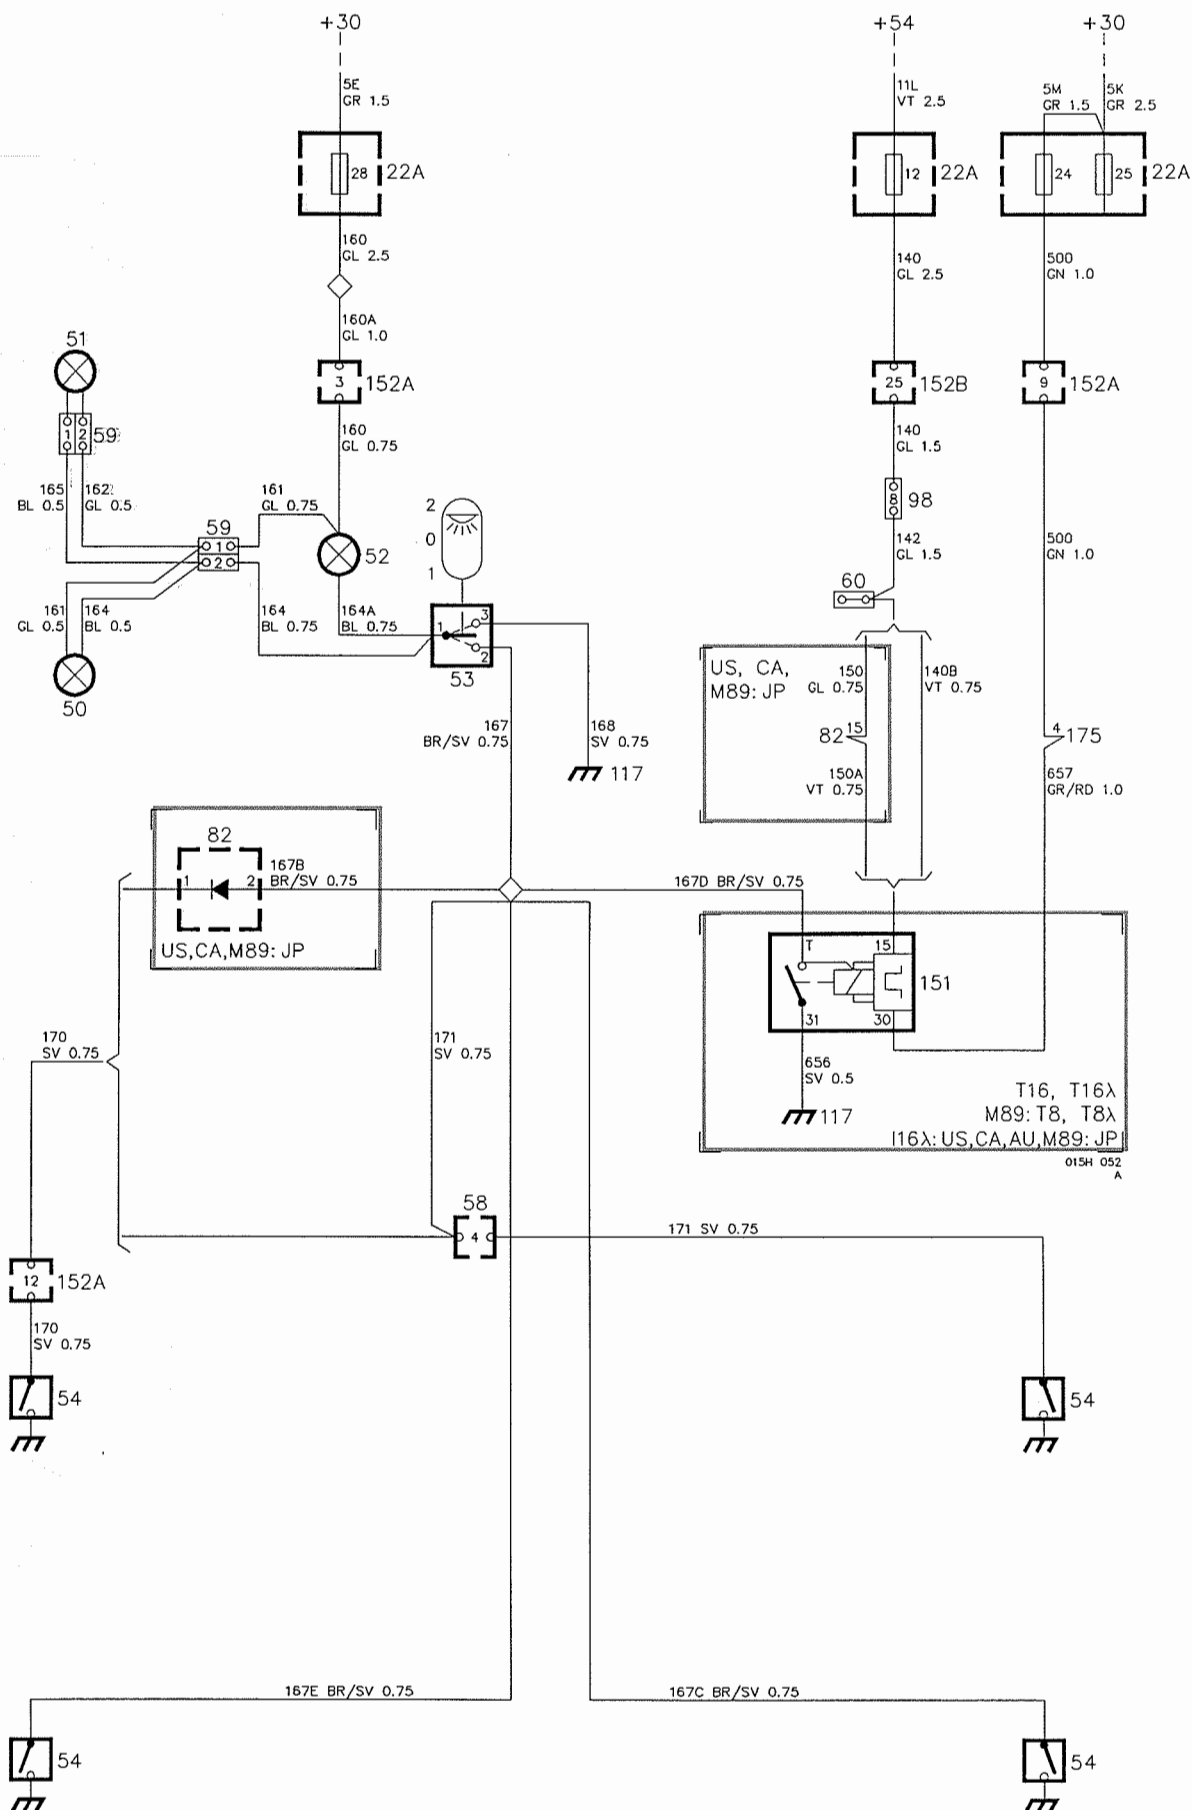 +30
+54
+30
5E
GR 1.5
11L
VT 2.5
5M
GR 1.5
5K
GR 2.5
28
22A
12
22A
24
25
22A
160
GL 2.5
140
GL 2.5
500
GN 1.0
160A
GL 1.0
51
3
152A
25
152B
9
152A
1
2
59
160
GL 0.75
140
GL 1.5
165
BL 0.5
162
GL 0.5
161
GL 0.75
8
98
59
1
2
2
0
1
52
142
GL 1.5
500
GN 1.0
60
161
GL 0.5
164
BL 0.5
164
BL 0.75
164A
BL 0.75
1
3
2
53
50
US, CA,
M89: JP
150
GL 0.75
140B
VT 0.75
167
BR/SV 0.75
168
SV 0.75
117
82
15
4
175
150A
VT 0.75
657
GR/RD 1.0
82
1
2
167B
BR/SV 0.75
US,CA,M89: JP
167D BR/SV 0.75
T
15
151
31
30
170
SV 0.75
171
SV 0.75
656
SV 0.5
117
T16, T16λ
M89: T8, T8λ
I16λ: US,CA,AU,M89: JP
015H 052
A
58
4
171 SV 0.75
12
152A
170
SV 0.75
54
54
167E BR/SV 0.75
167C BR/SV 0.75
54
54